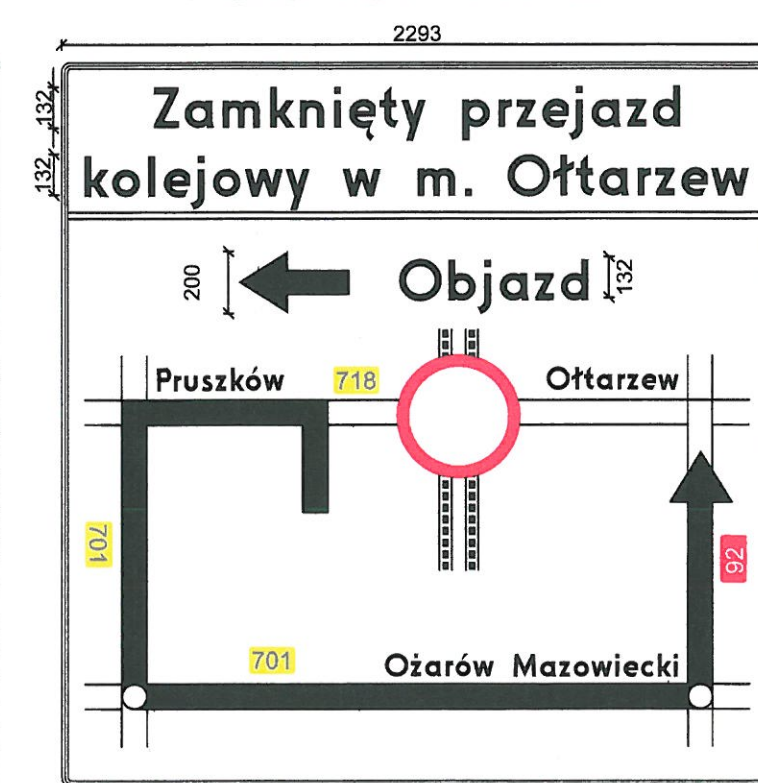 2293
132
Zamknięty przejazd
132
kolejowy w m. Ołtarzew
200
Objazd
132
Pruszków
718
Ołtarzew
701
92
701
Ożarów Mazowiecki